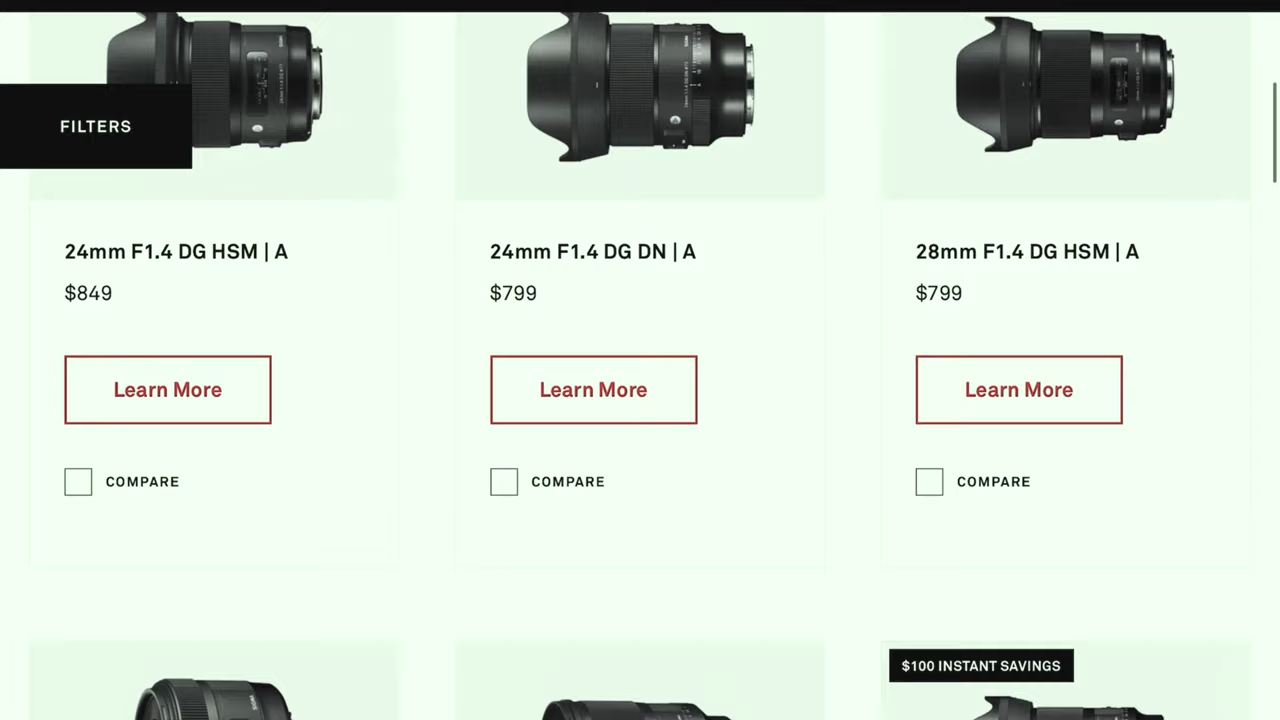 FILTERS
24mm F1.4 DG HSM | A
$849
Learn More
COMPARE
24mm F1.4 DG DN | A
$799
Learn More
COMPARE
28mm F1.4 DG HSM | A
$799
Learn More
COMPARE
$100 INSTANT SAVINGS